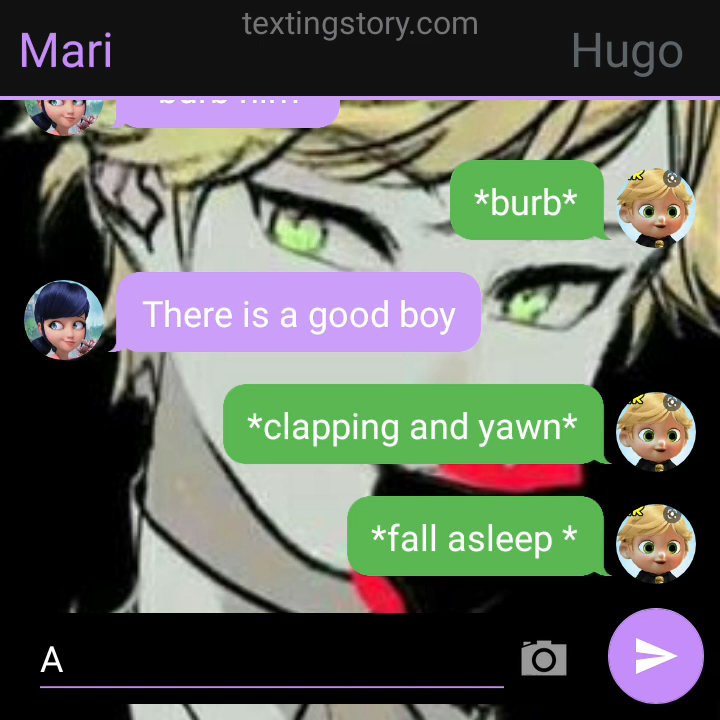 textingstory.com
Mari
Hugo
*burb*
There is a good boy
*clapping and yawn*
*fall asleep *
A